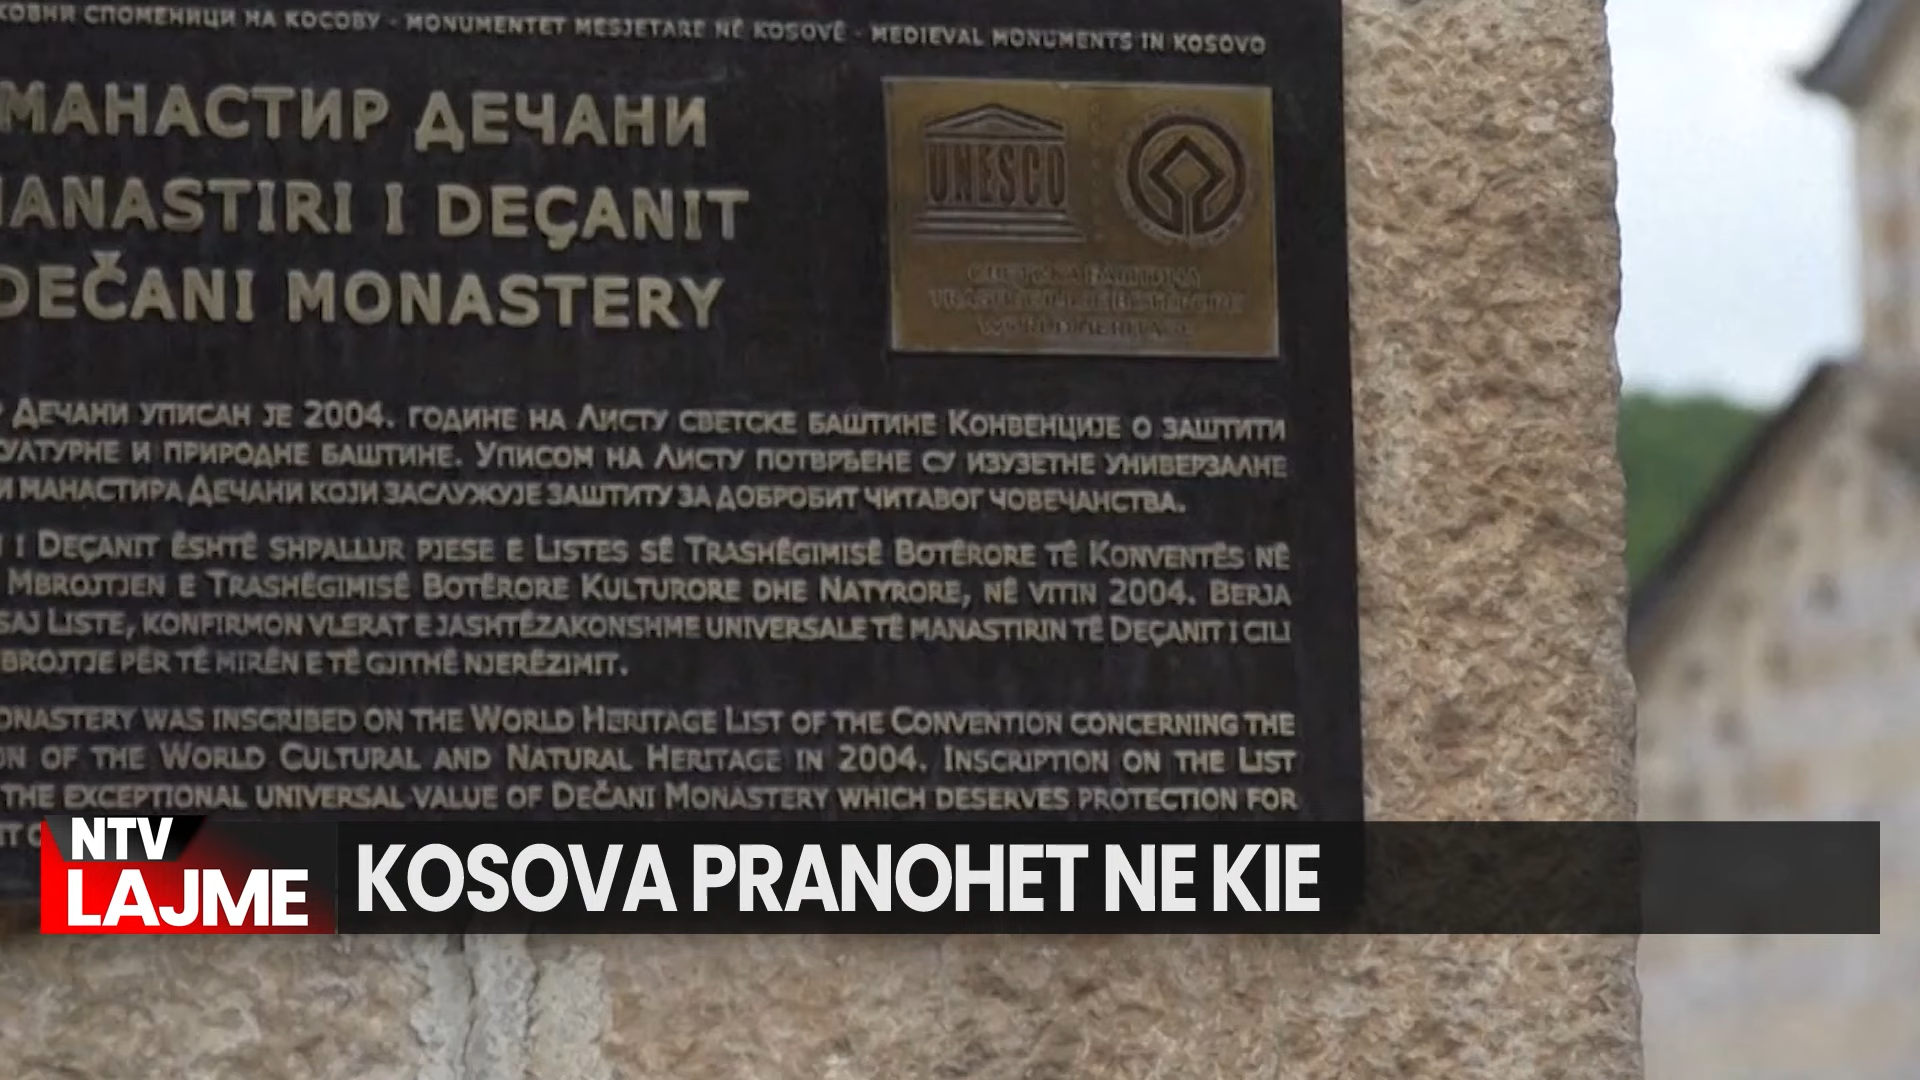 КОВНИ СПОМЕНИЦИ НА КОСОВУ - MONUMENTET MESJETARE NË KOSOVË - MEDIEVAL MONUMENTS IN KOSOVO
МАНАСТИР ДЕЧАНИ
MANASTIRI I DEÇANIT
DEČANI MONASTERY
UNESCO
ДЕЧАНИ УПИСАН ЈЕ 2004. ГОДИНЕ НА ЛИСТУ СВЕТСКЕ БАШТИНЕ КОНВЕНЦИЈЕ О ЗАШТИТИ
УЛТУРНЕ И ПРИРОДНЕ БАШТИНЕ. УПИСОМ НА ЛИСТУ ПОТВРЂЕНЕ СУ ИЗУЗЕТНЕ УНИВЕРЗАЛНЕ
И МАНАСТИРА ДЕЧАНИ КОЈИ ЗАСЛУЖУЈЕ ЗАШТИТУ ЗА ДОБРОБИТ ЧИТАВОГ ЧОВЕЧАНСТВА.
I DEÇANIT ËSHTË SHPALLUR PJESE E LISTES SË TRASHËGIMISË BOTËRORE TË KONVENTËS NË
MBROJTJEN E TRASHËGIMISË BOTËRORE KULTURORE DHE NATYRORE, NË VITIN 2004. BERJA
SAJ LISTE, KONFIRMON VLERAT E JASHTËZAKONSHME UNIVERSALE TË MANASTIRIN TË DEÇANIT I CILI
BROJTJE PËR TË MIRËN E TË GJITHË NJERËZIMIT.
ONASTERY WAS INSCRIBED ON THE WORLD HERITAGE LIST OF THE CONVENTION CONCERNING THE
ON OF THE WORLD CULTURAL AND NATURAL HERITAGE IN 2004. INSCRIPTION ON THE LIST
THE EXCEPTIONAL UNIVERSAL VALUE OF DEČANI MONASTERY WHICH DESERVES PROTECTION FOR
NTV
LAJME
KOSOVA PRANOHET NE KIE